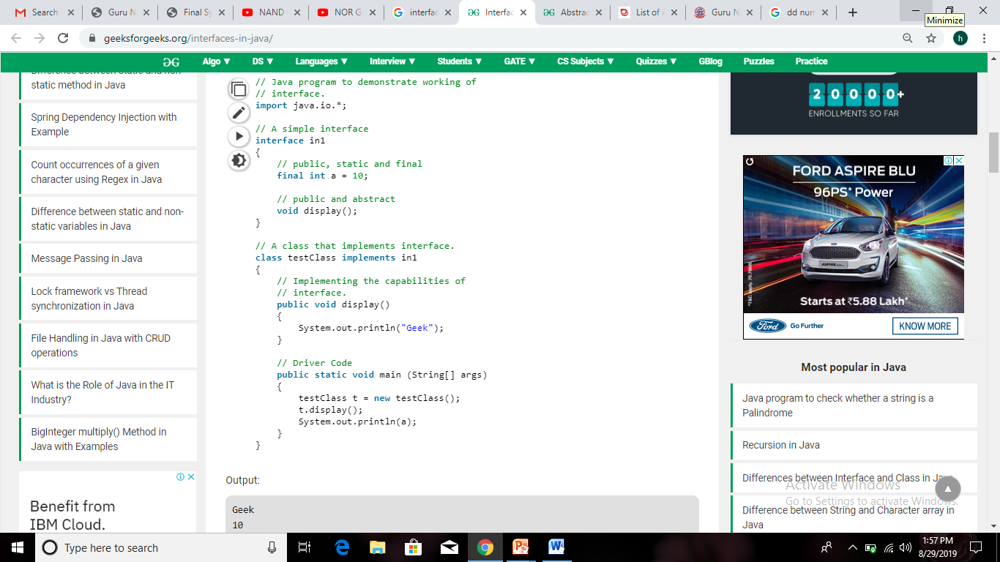 Search
Guru N
Final Sy
NAND
NOR G
interfac
Interfac
Abstrac
List of
Guru N
dd num
Minimize
geeksforgeeks.org/interfaces-in-java/
h
Algo ▼
DS ▼
Languages ▼
Interview ▼
Students ▼
GATE ▼
CS Subjects ▼
Quizzes ▼
GBlog
Puzzles
Practice
Difference between static and non-
static method in Java
Spring Dependency Injection with
Example
Count occurrences of a given
character using Regex in Java
Difference between static and non-
static variables in Java
Message Passing in Java
Lock framework vs Thread
synchronization in Java
File Handling in Java with CRUD
operations
What is the Role of Java in the IT
Industry?
BigInteger multiply() Method in
Java with Examples
Benefit from
IBM Cloud.
// Java program to demonstrate working of
// interface.
import java.io.*;
// A simple interface
interface in1
{
    // public, static and final
    final int a = 10;
    // public and abstract
    void display();
}
// A class that implements interface.
class testClass implements in1
{
    // Implementing the capabilities of
    // interface.
    public void display()
    {
        System.out.println("Geek");
    }
    // Driver Code
    public static void main (String[] args)
    {
        testClass t = new testClass();
        t.display();
        System.out.println(a);
    }
}
Output:
Geek
10
20000+
ENROLLMENTS SO FAR
FORD ASPIRE BLU
96PS* Power
ASPIRE
*T&C apply.
Starts at ₹5.88 Lakh*
Ford
Go Further
KNOW MORE
Most popular in Java
Java program to check whether a string is a
Palindrome
Recursion in Java
Differences between Interface and Class in Java
Difference between String and Character array in
Java
Activate Windows
Go to Settings to activate Windows.
Type here to search
1:57 PM
8/29/2019